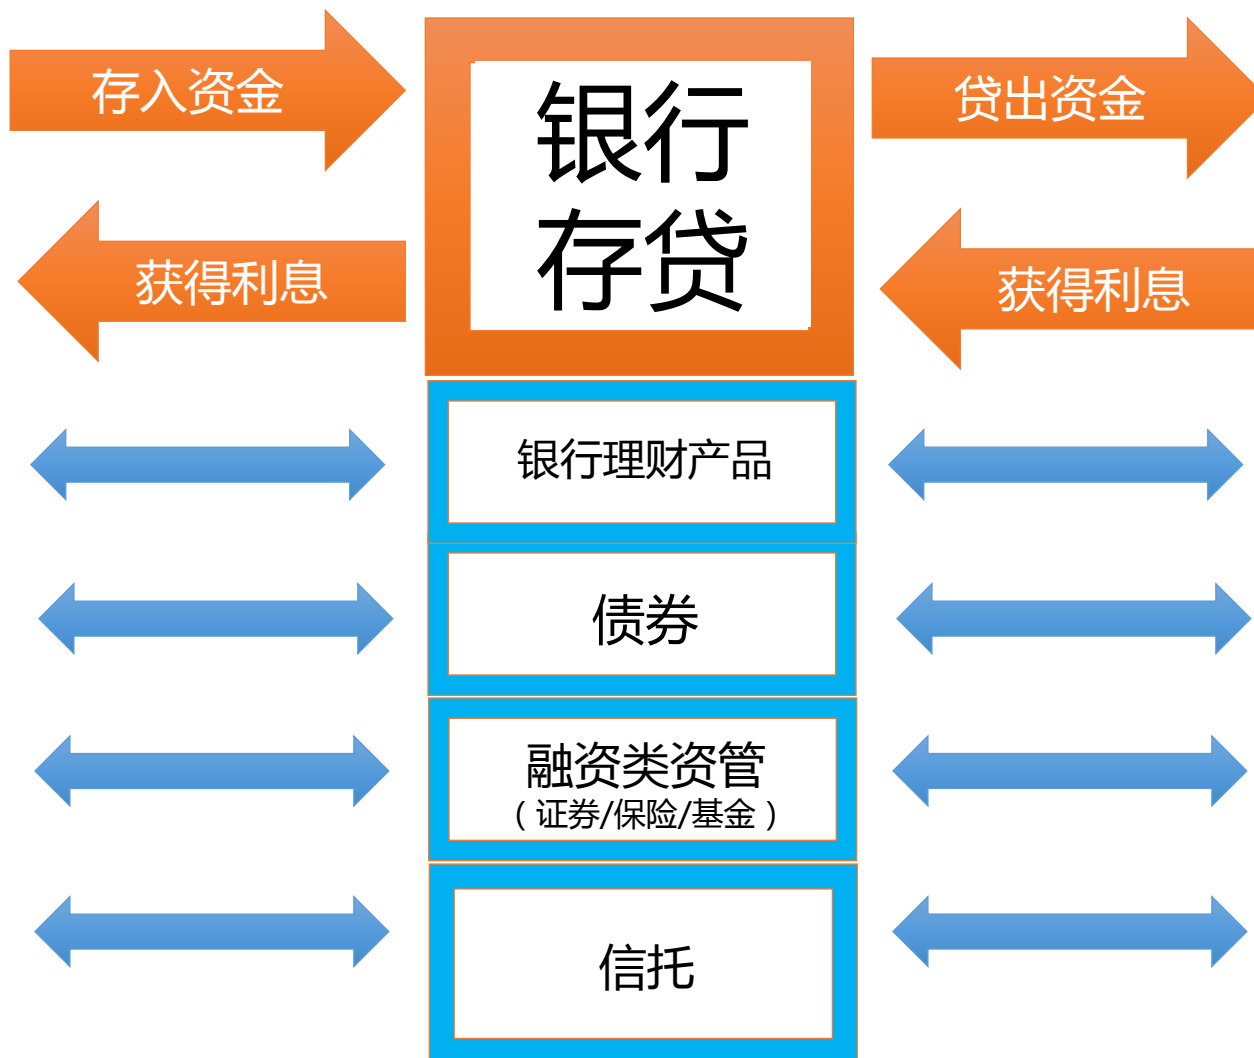 存入资金
银行
存贷
贷出资金
获得利息
获得利息
银行理财产品
债券
融资类资管
（证券/保险/基金）
信托